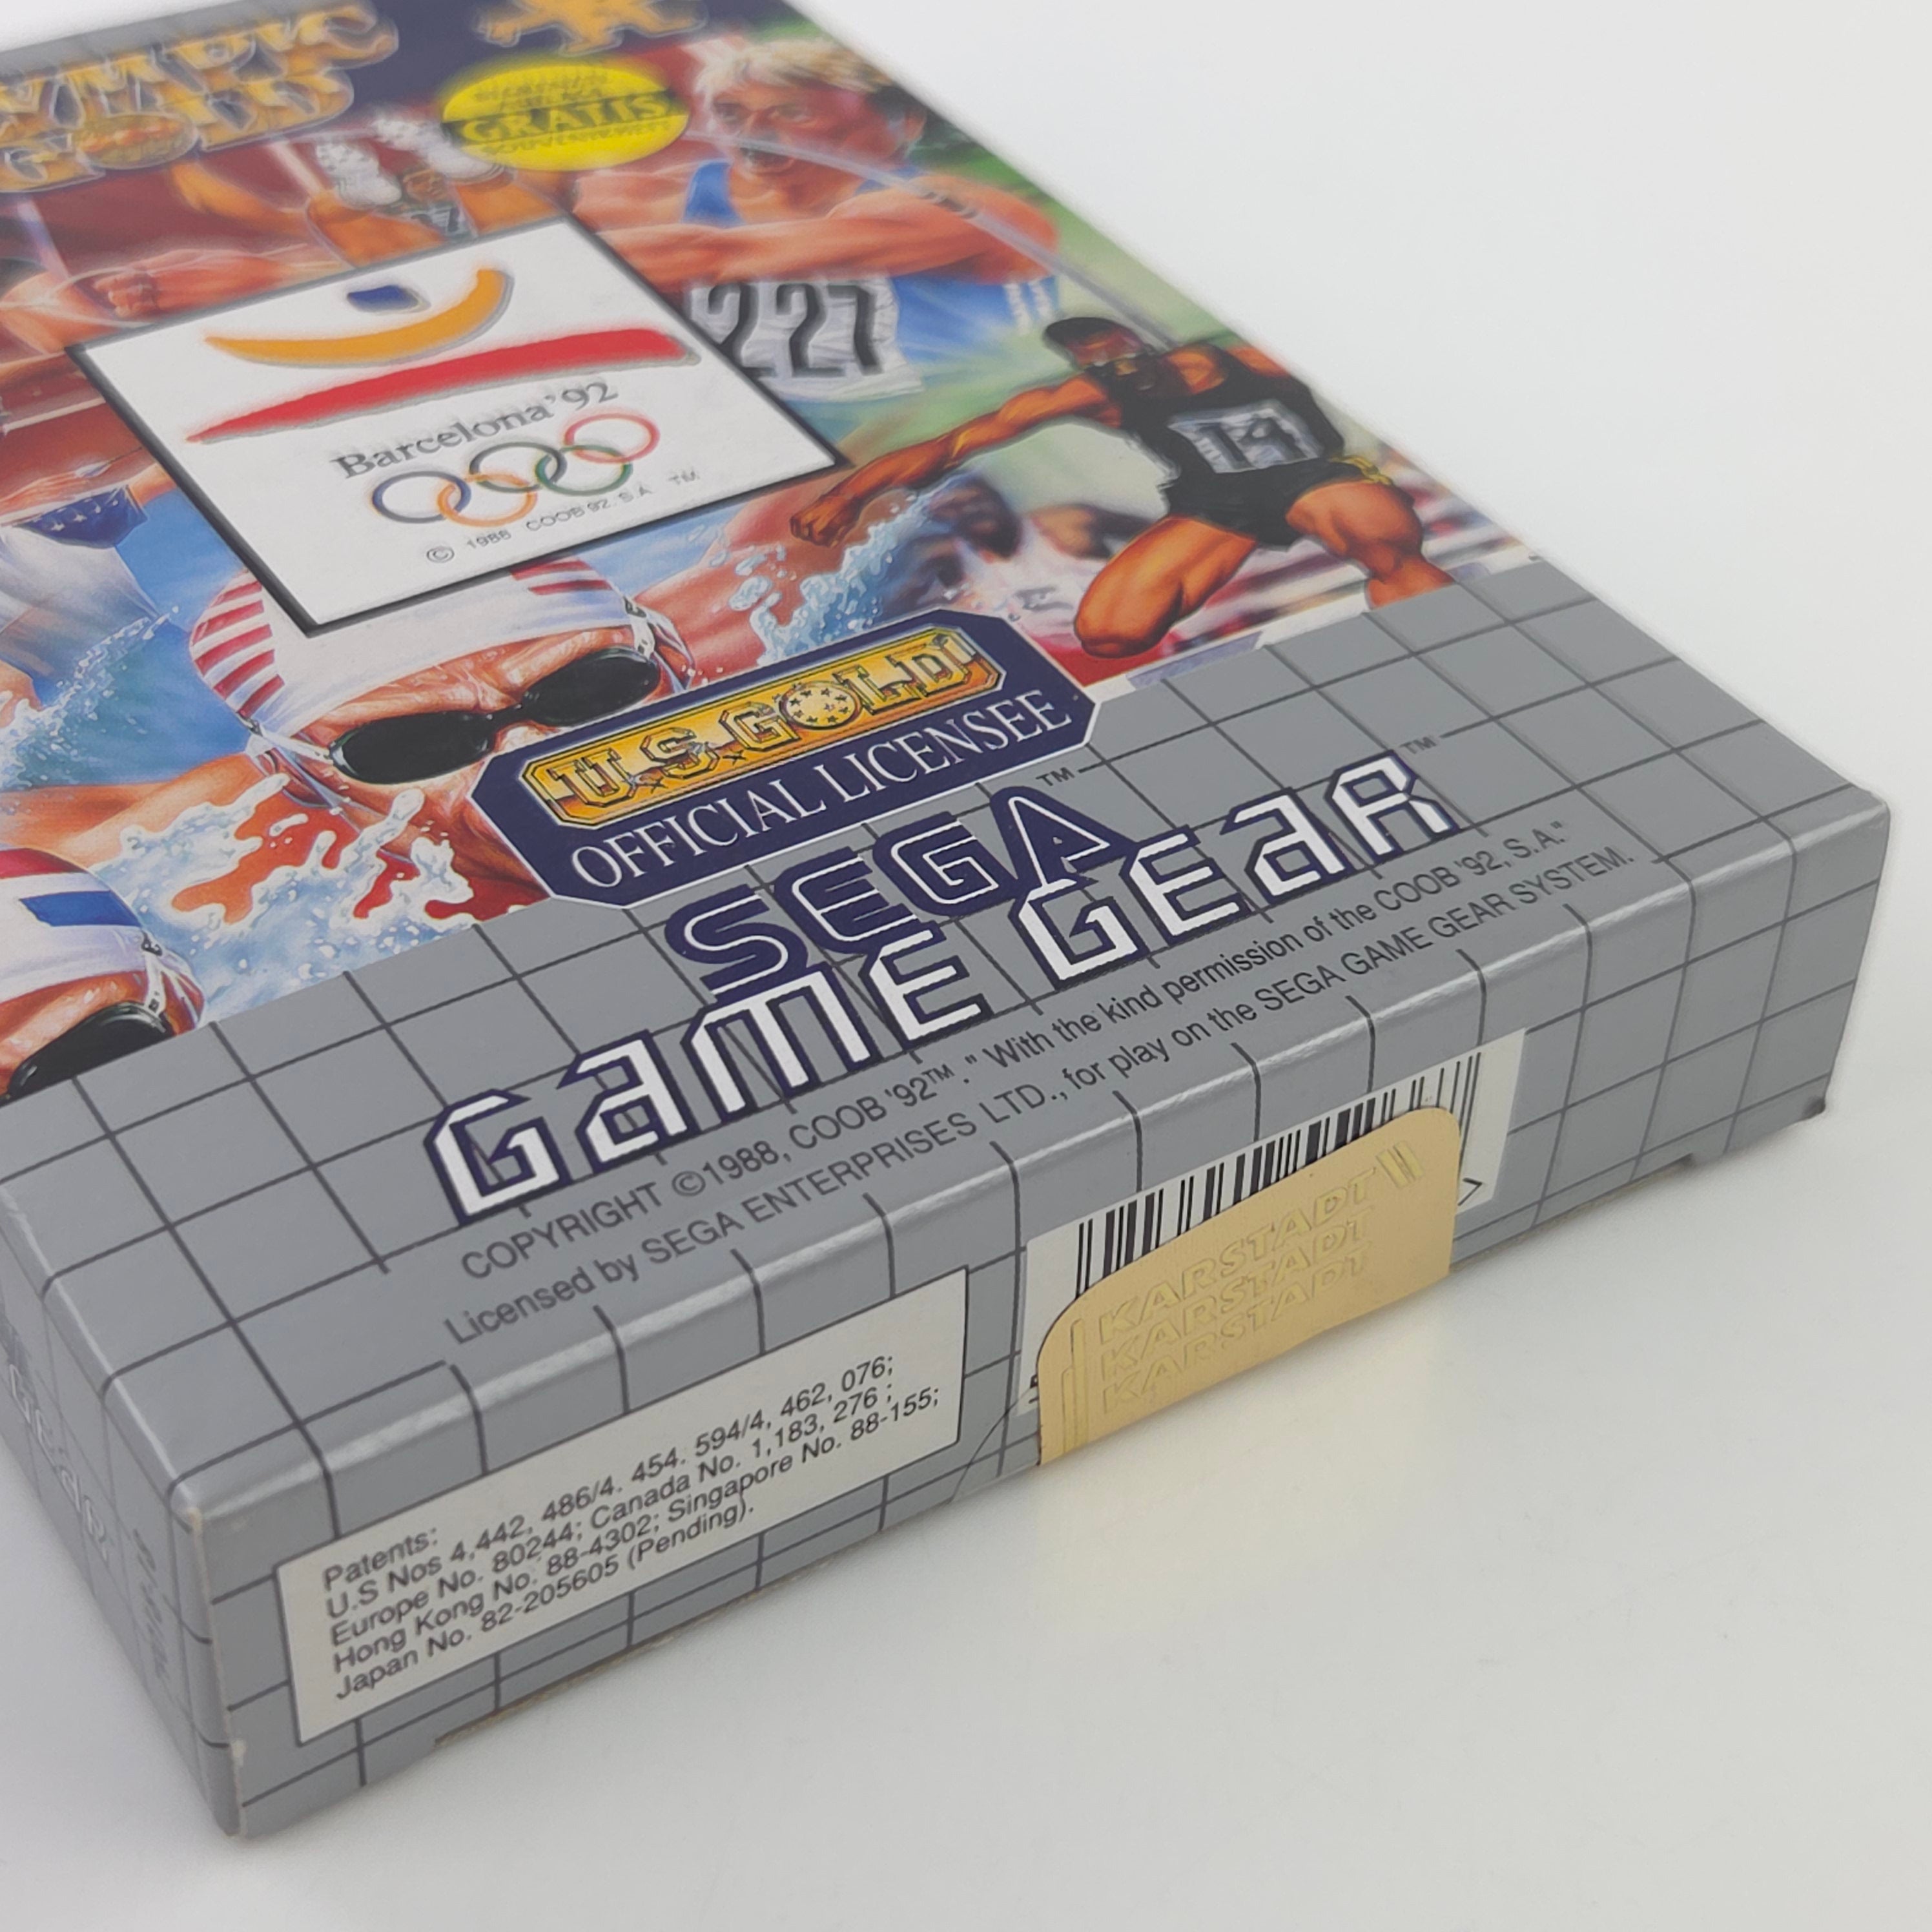 GOLD
GRATIS
227
14
Barcelona'92
© 1988 COOB'92. S.A TM
U.S. GOLD
OFFICIAL LICENSEE
SEGA™
GAME GEAR™
COPYRIGHT ©1988, COOB '92™." With the kind permission of the COOB '92, S.A."
Licensed by SEGA ENTERPRISES LTD., for play on the SEGA GAME GEAR SYSTEM.
Patents:
U.S Nos 4,442, 486/4. 454. 594/4, 462, 076;
Europe No. 80244; Canada No. 1,183, 276 ;
Hong Kong No. 88-4302; Singapore No. 88-155;
Japan No. 82-205605 (Pending).
KARSTADT
KARSTADT
KARSTADT